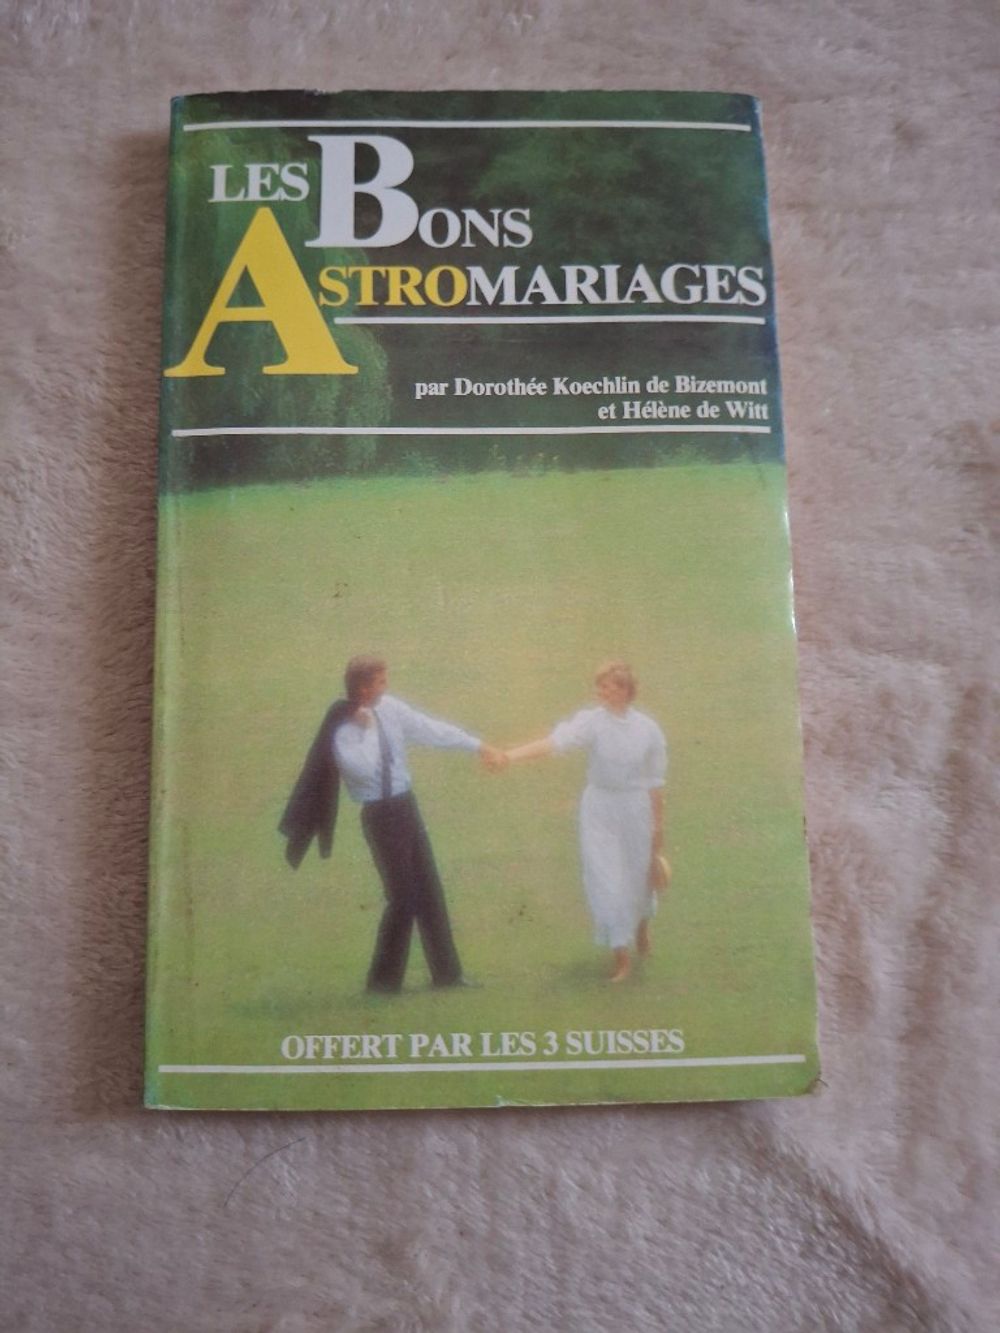 LES BONS
ASTROMARIAGES
par Dorothée Koechlin de Bizemont
et Hélène de Witt
OFFERT PAR LES 3 SUISSES